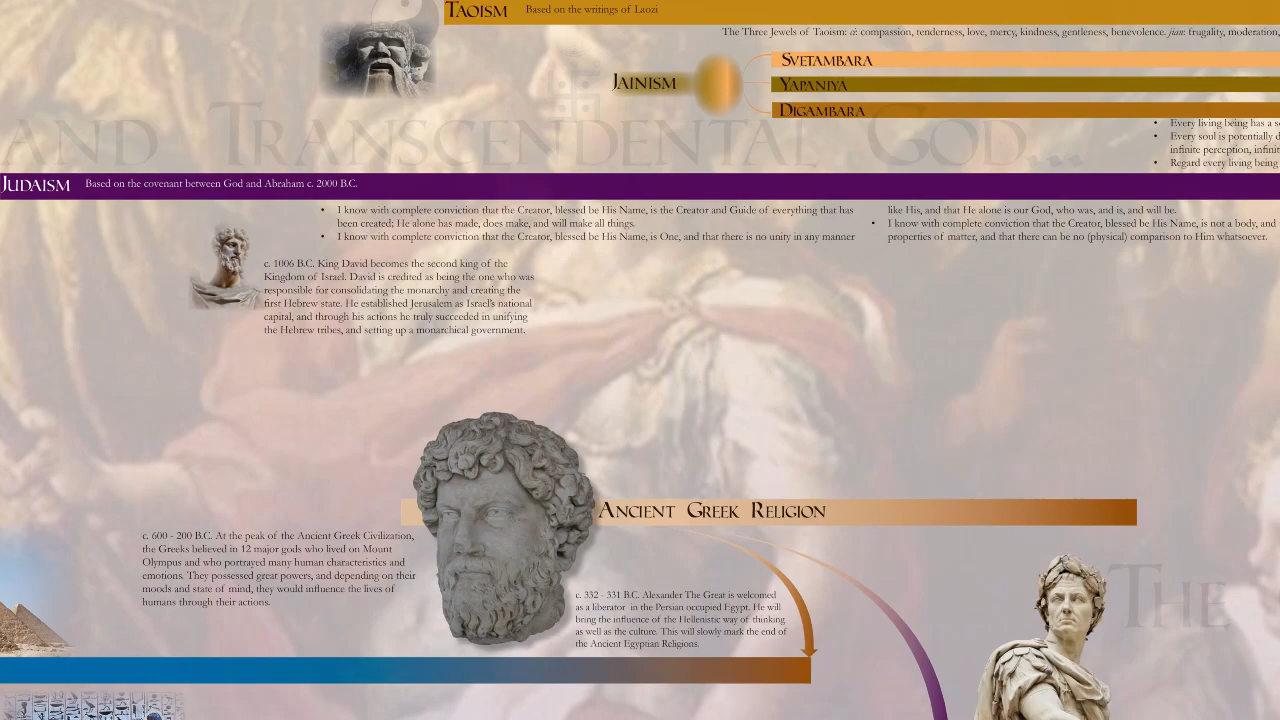 TAOISM Based on the writings of Laozi
The Three Jewels of Taoism: ci: compassion, tenderness, love, mercy, kindness, gentleness, benevolence. jian: frugality, moderation,
SVETAMBARA
JAINISM
YAPANIYA
DIGAMBARA
AND TRANSCENDENTAL GOD...
• Every living being has a
• Every soul is potentially
infinite perception,
• Regard every living being
JUDAISM Based on the covenant between God and Abraham c. 2000 B.C.
• I know with complete conviction that the Creator, blessed be His Name, is the Creator and Guide of everything that has
been created; He alone has made, does make, and will make all things.
• I know with complete conviction that the Creator, blessed be His Name, is One, and that there is no unity in any manner
like His, and that He alone is our God, who was, and is, and will be.
• I know with complete conviction that the Creator, blessed be His Name, is not a body, and
properties of matter, and that there can be no (physical) comparison to Him whatsoever.
c. 1006 B.C. King David becomes the second king of the
Kingdom of Israel. David is credited as being the one who was
responsible for consolidating the monarchy and creating the
first Hebrew state. He established Jerusalem as Israel's national
capital, and through his actions he truly succeeded in unifying
the Hebrew tribes, and setting up a monarchical government.
ANCIENT GREEK RELIGION
c. 600 - 200 B.C. At the peak of the Ancient Greek Civilization,
the Greeks believed in 12 major gods who lived on Mount
Olympus and who portrayed many human characteristics and
emotions. They possessed great powers, and depending on their
moods and state of mind, they would influence the lives of
humans through their actions.
c. 332 - 331 B.C. Alexander The Great is welcomed
as a liberator in the Persian occupied Egypt. He will
bring the influence of the Hellenistic way of thinking
as well as the culture. This will slowly mark the end of
the Ancient Egyptian Religions.
THE